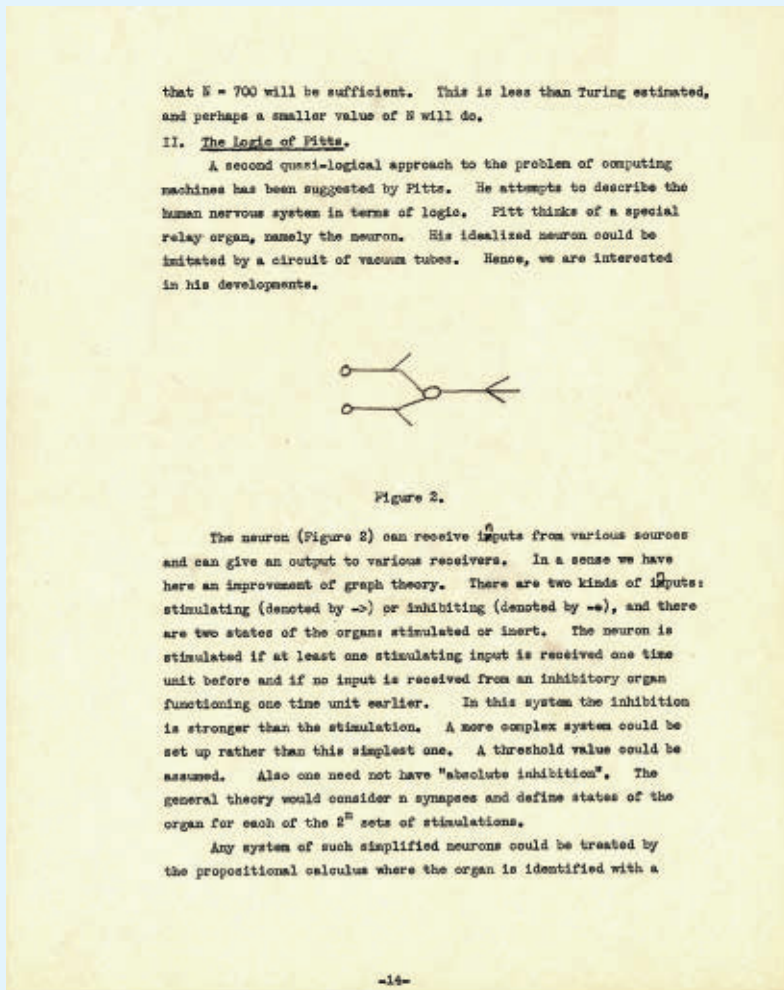 that N = 700 will be sufficient. This is less than Turing estimated,
and perhaps a smaller value of N will do.
II. The Logic of Pitts.
A second quasi-logical approach to the problem of computing
machines has been suggested by Pitts. He attempts to describe the
human nervous system in terms of logic. Pitt thinks of a special
relay organ, namely the neuron. His idealized neuron could be
imitated by a circuit of vacuum tubes. Hence, we are interested
in his developments.
Figure 2.
The neuron (Figure 2) can receive inputs from various sources
and can give an output to various receivers. In a sense we have
here an improvement of graph theory. There are two kinds of inputs:
stimulating (denoted by ->) or inhibiting (denoted by -•), and there
are two states of the organ: stimulated or inert. The neuron is
stimulated if at least one stimulating input is received one time
unit before and if no input is received from an inhibitory organ
functioning one time unit earlier. In this system the inhibition
is stronger than the stimulation. A more complex system could be
set up rather than this simplest one. A threshold value could be
assumed. Also one need not have "absolute inhibition". The
general theory would consider n synapses and define states of the
organ for each of the 2ⁿ sets of stimulations.
Any system of such simplified neurons could be treated by
the propositional calculus where the organ is identified with a
-14-